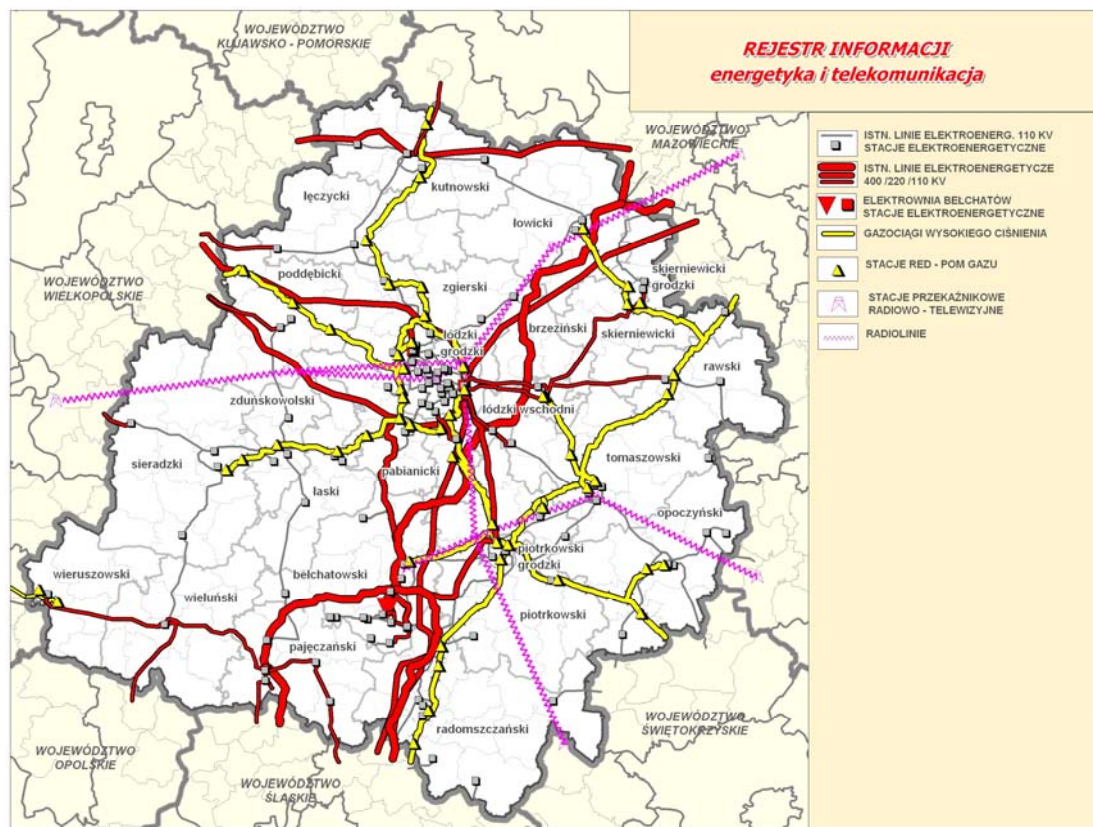 REJESTR INFORMACJI
energetyka i telekomunikacja
WOJEWÓDZTWO
KUJAWSKO - POMORSKIE
WOJEWÓDZTWO
MAZOWIECKIE
łęczycki
kutnowski
łowicki
WOJEWÓDZTWO
WIELKOPOLSKIE
poddębicki
zgierski
skierniewicki
grodzki
brzeziński
skierniewicki
łódzki
grodzki
rawski
zduńskowolski
łódzki wschodni
sieradzki
pabianicki
tomaszowski
łaski
opoczyński
piotrkowski
grodzki
wieruszowski
wieluński
bełchatowski
piotrkowski
pajęczański
radomszczański
WOJEWÓDZTWO
ŚWIĘTOKRZYSKIE
WOJEWÓDZTWO
OPOLSKIE
WOJEWÓDZTWO
ŚLĄSKIE
ISTN. LINIE ELEKTROENERG. 110 KV
STACJE ELEKTROENERGETYCZNE
ISTN. LINIE ELEKTROENERGETYCZE
400 /220 /110 KV
ELEKTROWNIA BELCHATÓW
STACJE ELEKTROENERGETYCZNE
GAZOCIĄGI WYSOKIEGO CIŚNIENIA
STACJE RED - POM GAZU
STACJE PRZEKAŹNIKOWE
RADIOWO - TELEWIZYJNE
RADIOLINIE